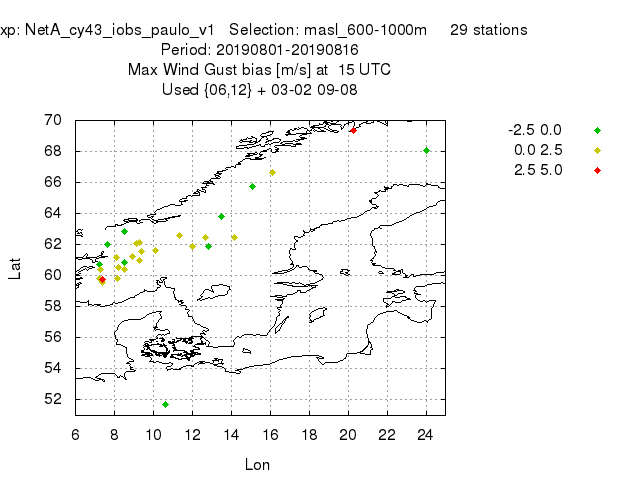 xp: NetA_cy43_iobs_paulo_v1 Selection: masl_600-1000m 29 stations
Period: 20190801-20190816
Max Wind Gust bias [m/s] at 15 UTC
Used {06,12} + 03-02 09-08
-2.5 0.0
0.0 2.5
2.5 5.0
70
68
66
64
62
60
58
56
54
52
Lat
6 8 10 12 14 16 18 20 22 24
Lon